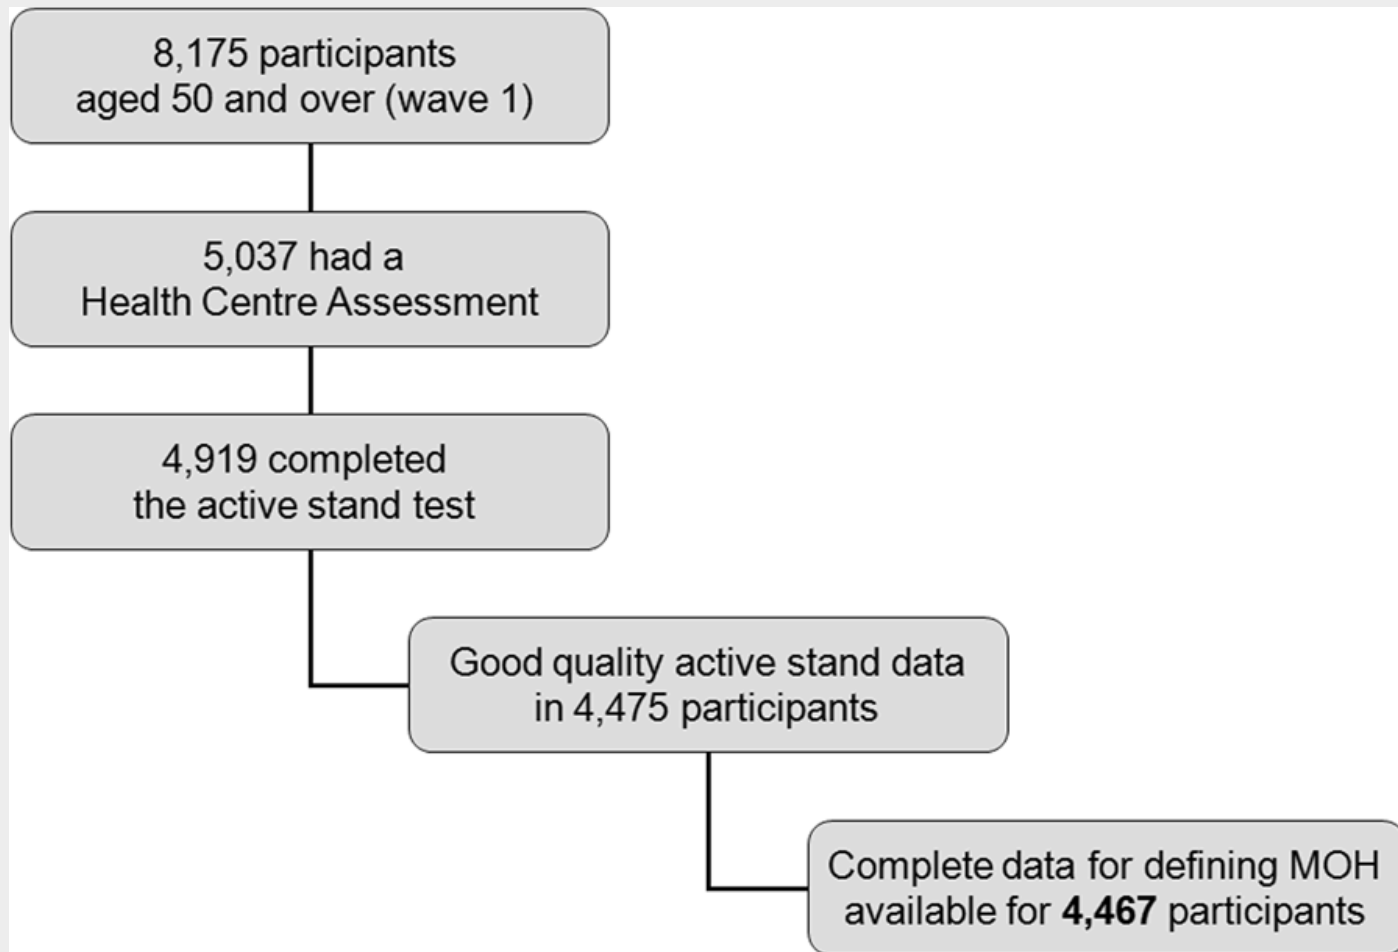 8,175 participants
aged 50 and over (wave 1)
5,037 had a
Health Centre Assessment
4,919 completed
the active stand test
Good quality active stand data
in 4,475 participants
Complete data for defining MOH
available for 4,467 participants